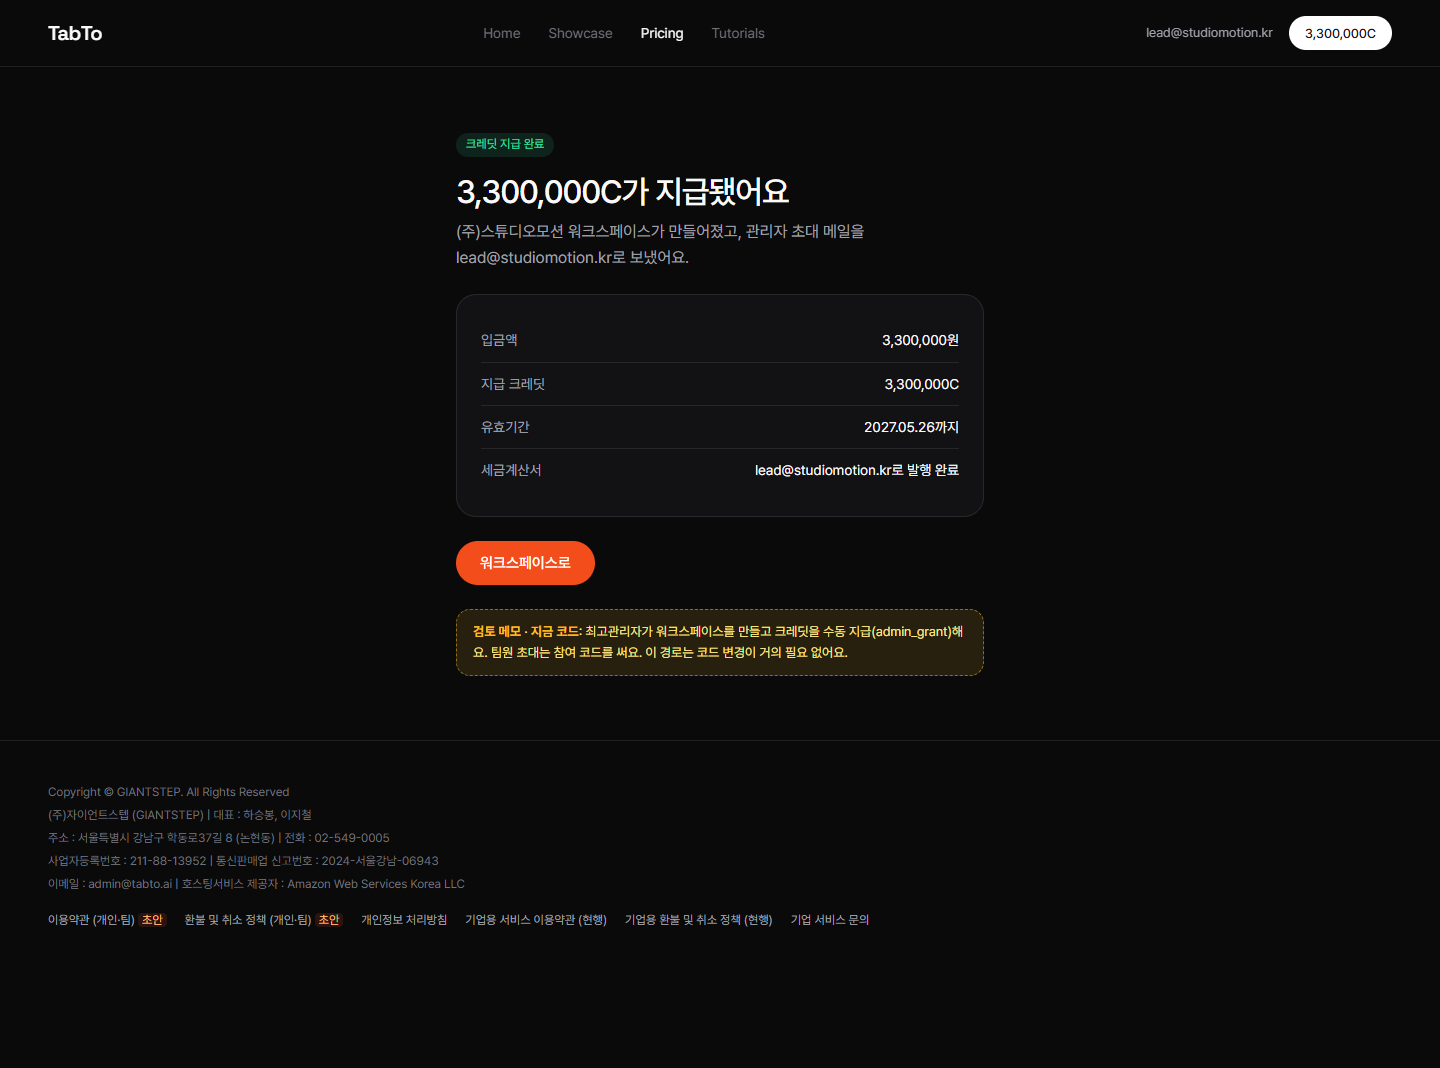 TabTo
Home Showcase Pricing Tutorials
lead@studiomotion.kr 3,300,000C
크레딧 지급 완료
3,300,000C가 지급됐어요
(주)스튜디오모션 워크스페이스가 만들어졌고, 관리자 초대 메일을
lead@studiomotion.kr로 보냈어요.
입금액 3,300,000원
지급 크레딧 3,300,000C
유효기간 2027.05.26까지
세금계산서 lead@studiomotion.kr로 발행 완료
워크스페이스로
검토 메모 · 지금 코드: 최고관리자가 워크스페이스를 만들고 크레딧을 수동 지급(admin_grant)해
요. 팀원 초대는 참여 코드를 써요. 이 경로는 코드 변경이 거의 필요 없어요.
Copyright © GIANTSTEP. All Rights Reserved
(주)자이언트스텝 (GIANTSTEP) | 대표 : 하승봉, 이지철
주소 : 서울특별시 강남구 학동로37길 8 (논현동) | 전화 : 02-549-0005
사업자등록번호 : 211-88-13952 | 통신판매업 신고번호 : 2024-서울강남-06943
이메일 : admin@tabto.ai | 호스팅서비스 제공자 : Amazon Web Services Korea LLC
이용약관 (개인·팀) 초안 환불 및 취소 정책 (개인·팀) 초안 개인정보 처리방침 기업용 서비스 이용약관 (현행) 기업용 환불 및 취소 정책 (현행) 기업 서비스 문의